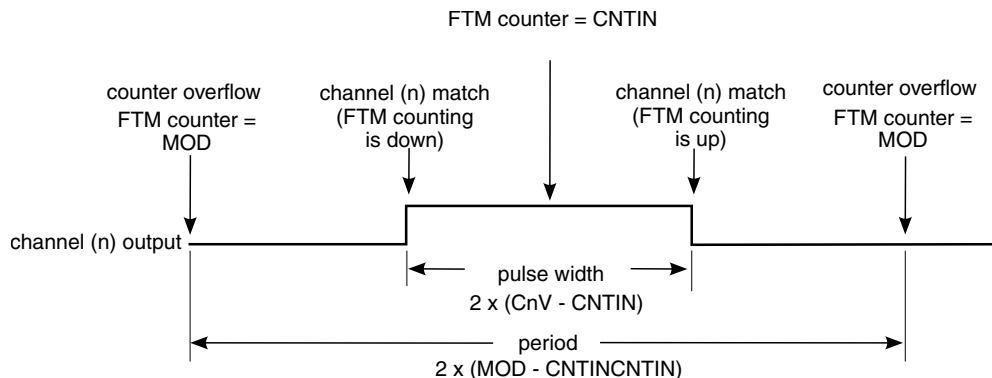 FTM counter = CNTIN
counter overflow
FTM counter =
MOD
channel (n) match
(FTM counting
is down)
channel (n) match
(FTM counting
is up)
counter overflow
FTM counter =
MOD
channel (n) output
pulse width
2 x (CnV - CNTIN)
period
2 x (MOD - CNTINCNTIN)